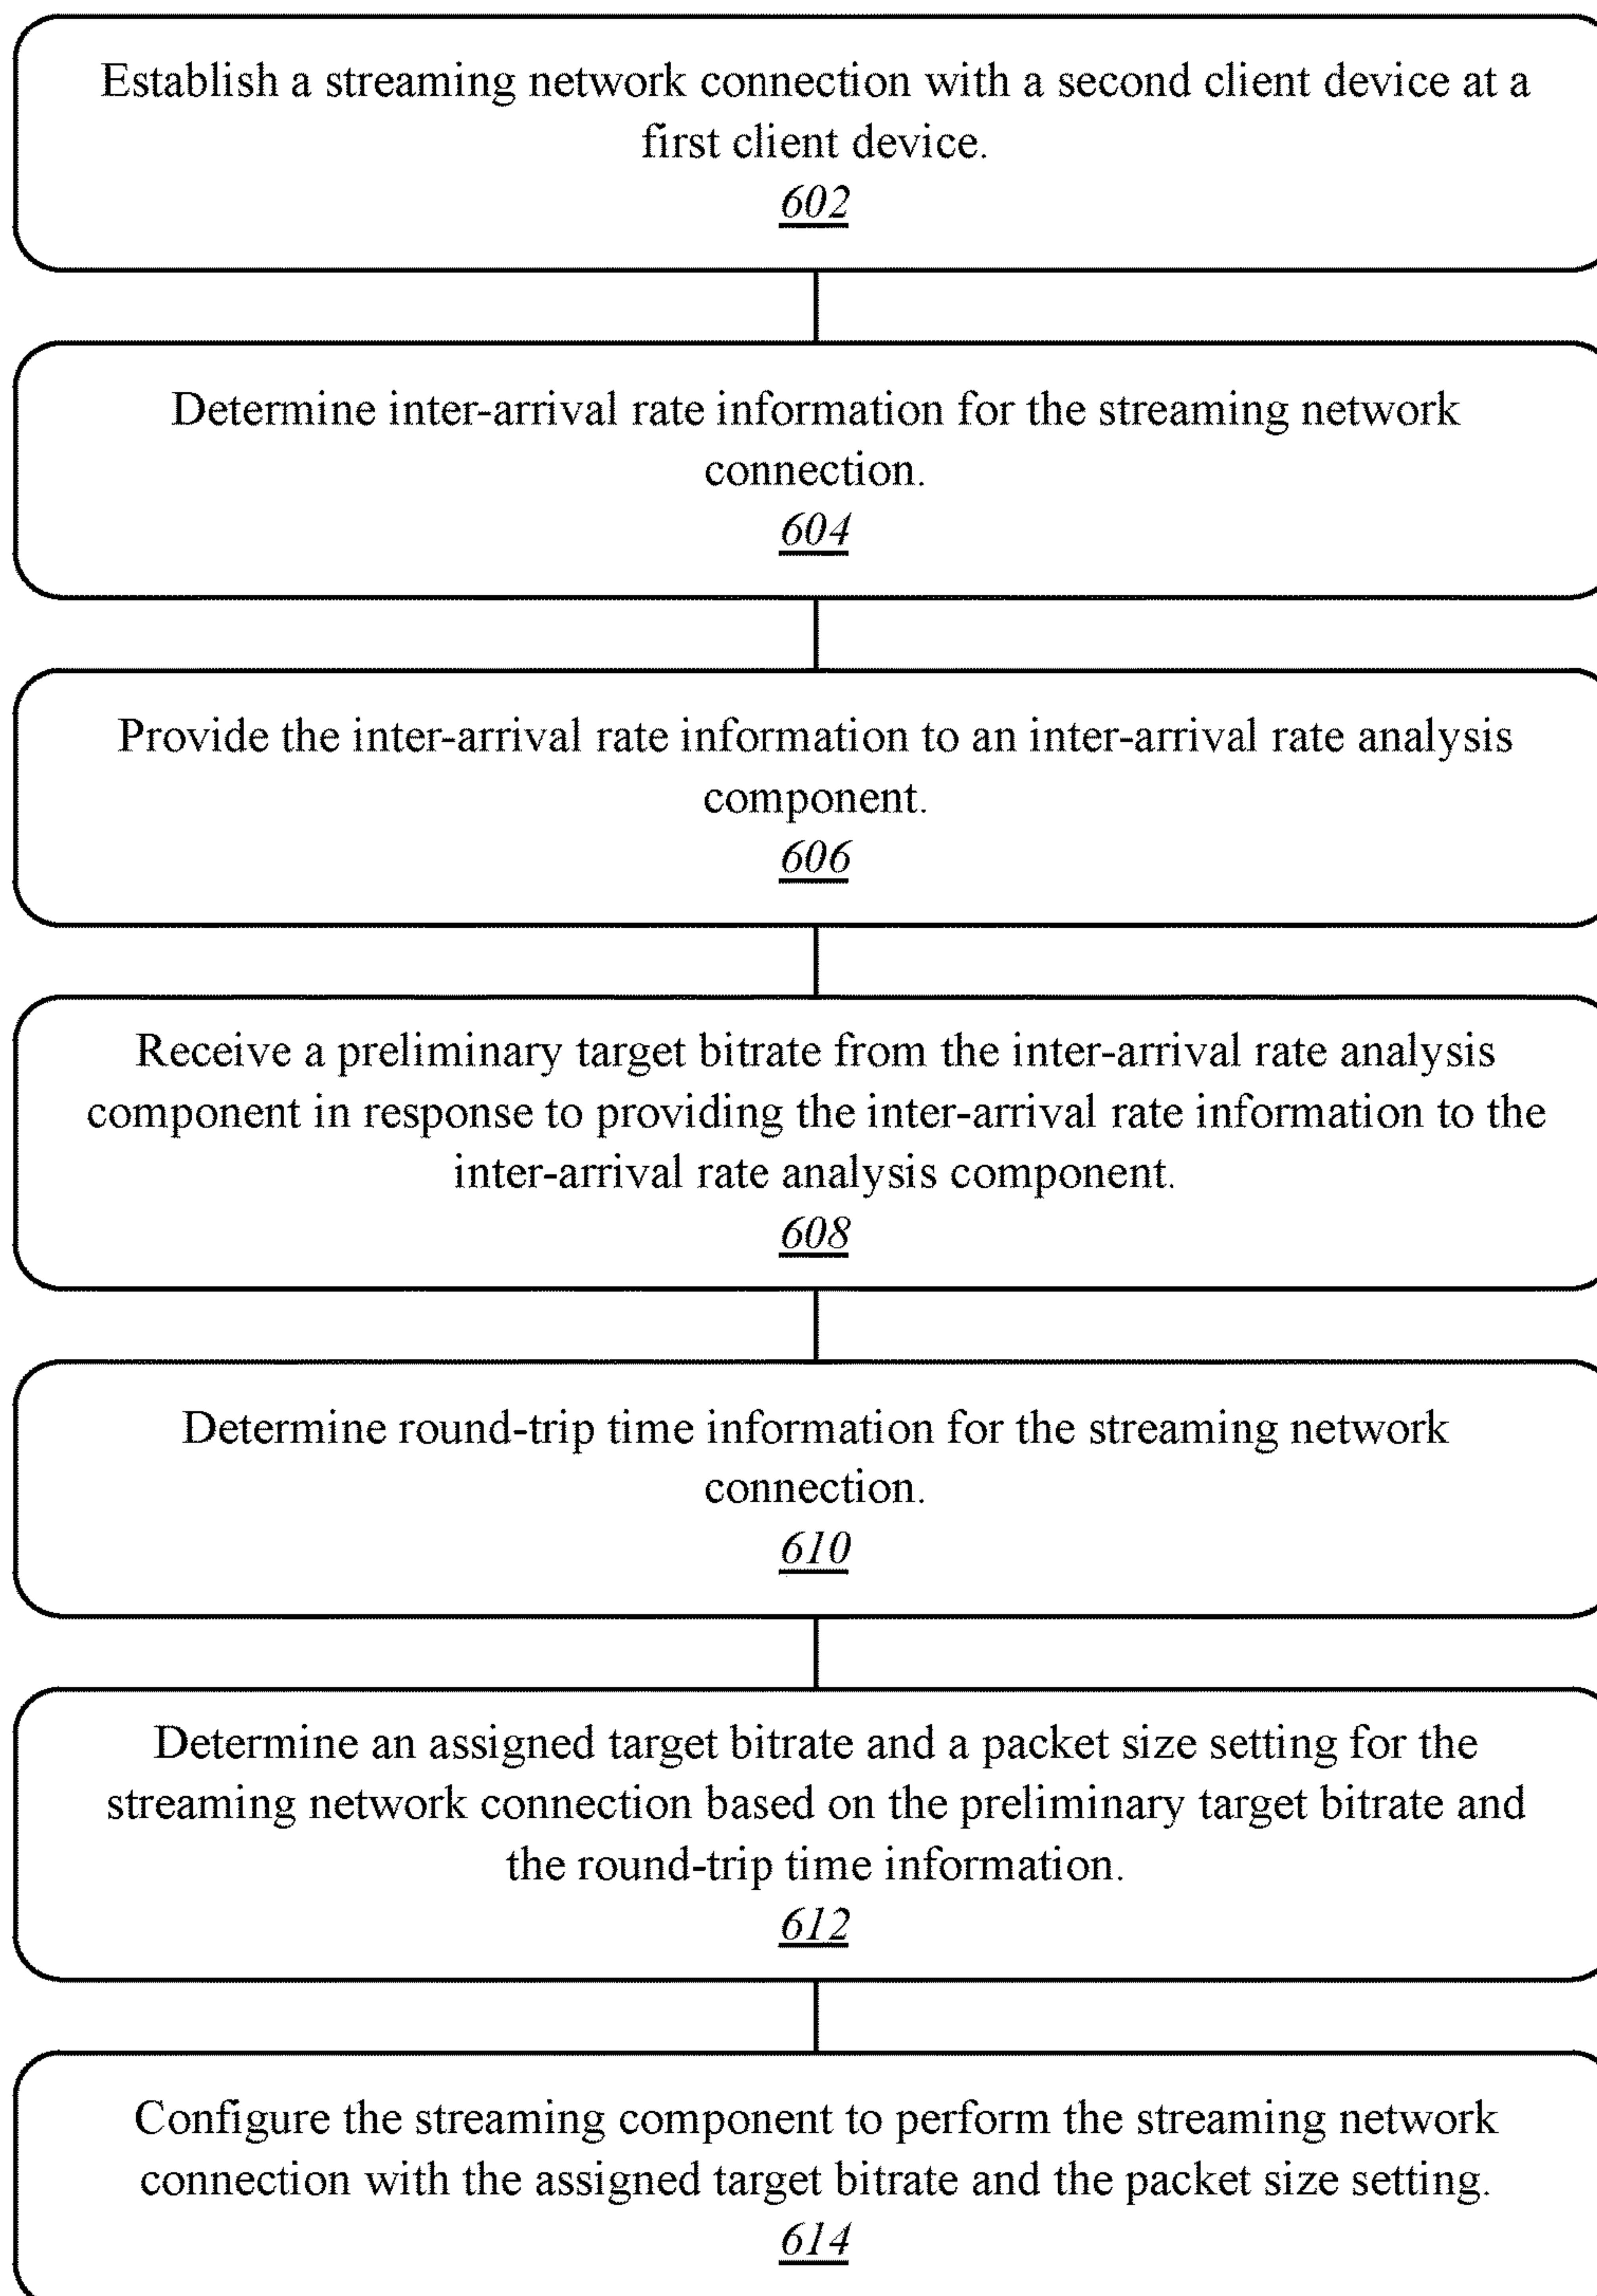 Establish a streaming network connection with a second client device at a
first client device.
602
Determine inter-arrival rate information for the streaming network
connection.
604
Provide the inter-arrival rate information to an inter-arrival rate analysis
component.
606
Receive a preliminary target bitrate from the inter-arrival rate analysis
component in response to providing the inter-arrival rate information to the
inter-arrival rate analysis component.
608
Determine round-trip time information for the streaming network
connection.
610
Determine an assigned target bitrate and a packet size setting for the
streaming network connection based on the preliminary target bitrate and
the round-trip time information.
612
Configure the streaming component to perform the streaming network
connection with the assigned target bitrate and the packet size setting.
614